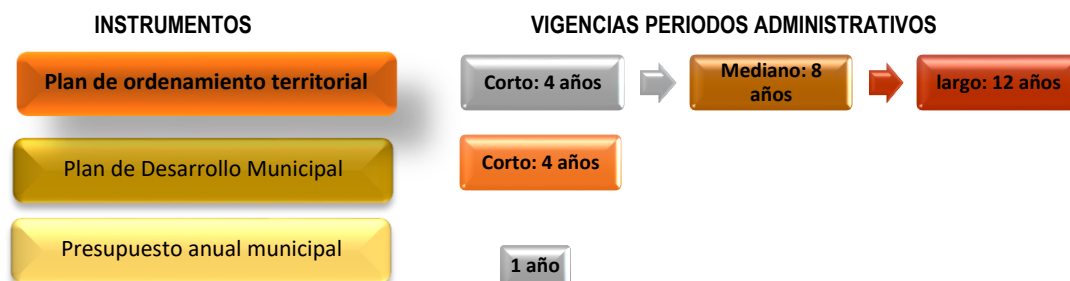 INSTRUMENTOS
VIGENCIAS PERIODOS ADMINISTRATIVOS
Plan de ordenamiento territorial
Corto: 4 años
Mediano: 8
años
largo: 12 años
Plan de Desarrollo Municipal
Corto: 4 años
Presupuesto anual municipal
1 año